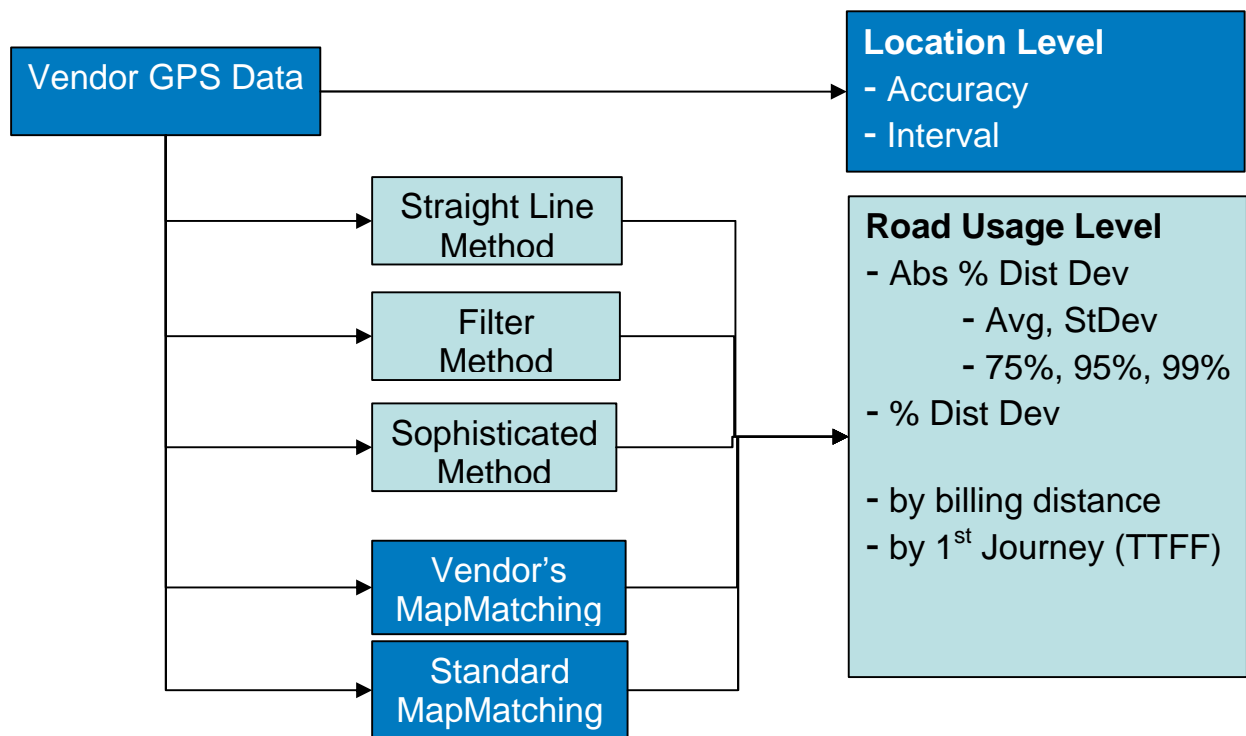 Vendor GPS Data
Location Level
- Accuracy
- Interval
Straight Line
Method
Filter
Method
Sophisticated
Method
Vendor's
MapMatching
Standard
MapMatching
Road Usage Level
- Abs % Dist Dev
- Avg, StDev
- 75%, 95%, 99%
- % Dist Dev
- by billing distance
- by 1st Journey (TTFF)